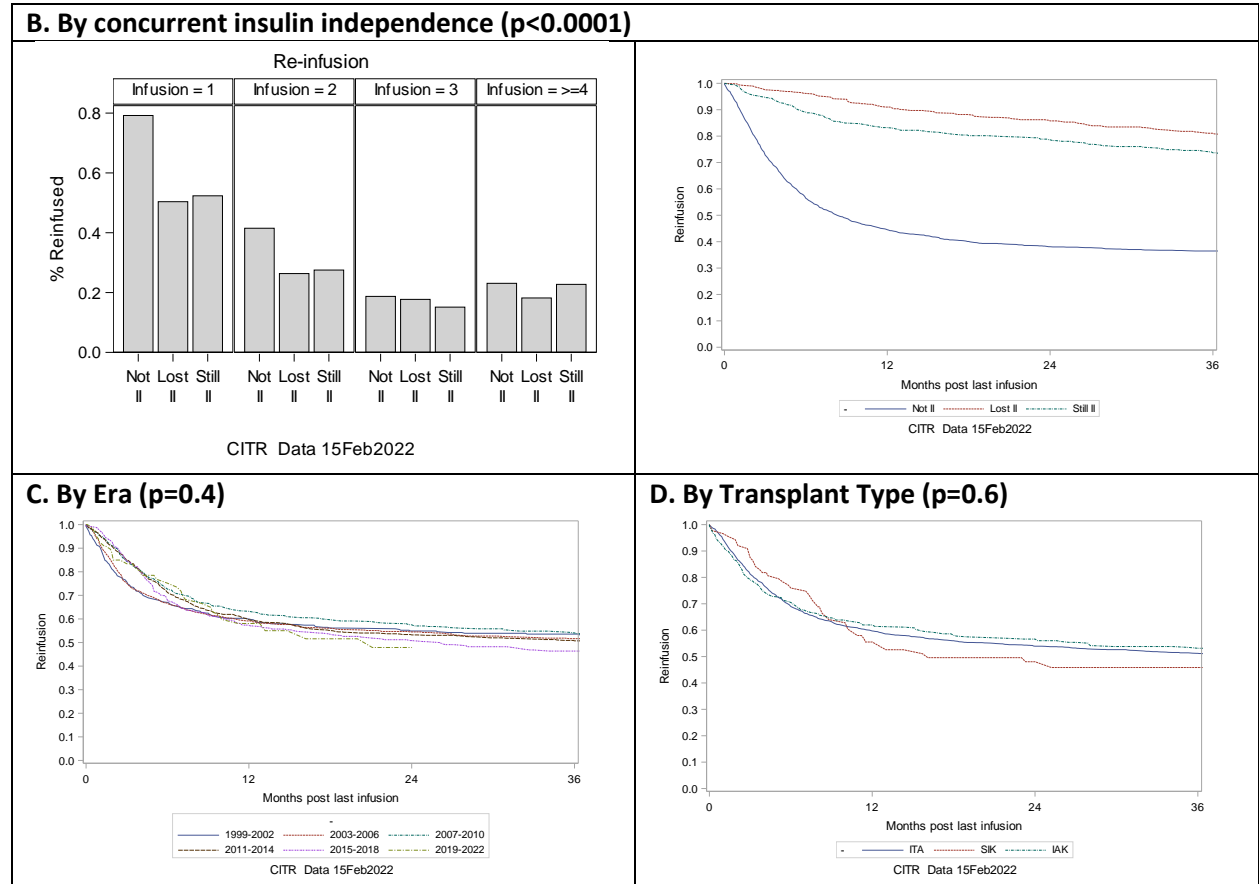 B. By concurrent insulin independence (p<0.0001)
Re-infusion
Infusion = 1 Infusion = 2 Infusion = 3 Infusion = >=4
% Reinfused
0.8
0.6
0.4
0.2
0.0
Not Lost Still Not Lost Still Not Lost Still Not Lost Still
II II II II II II II II II II II II
CITR Data 15Feb2022
Reinfusion
1.0
0.9
0.8
0.7
0.6
0.5
0.4
0.3
0.2
0.1
0.0
0 12 24 36
Months post last infusion
- Not II Lost II Still II
CITR Data 15Feb2022
C. By Era (p=0.4)
Reinfusion
1.0
0.9
0.8
0.7
0.6
0.5
0.4
0.3
0.2
0.1
0.0
0 12 24 36
Months post last infusion
-
1999-2002 2003-2006 2007-2010
2011-2014 2015-2018 2019-2022
CITR Data 15Feb2022
D. By Transplant Type (p=0.6)
Reinfusion
1.0
0.9
0.8
0.7
0.6
0.5
0.4
0.3
0.2
0.1
0.0
0 12 24 36
Months post last infusion
- ITA SIK IAK
CITR Data 15Feb2022